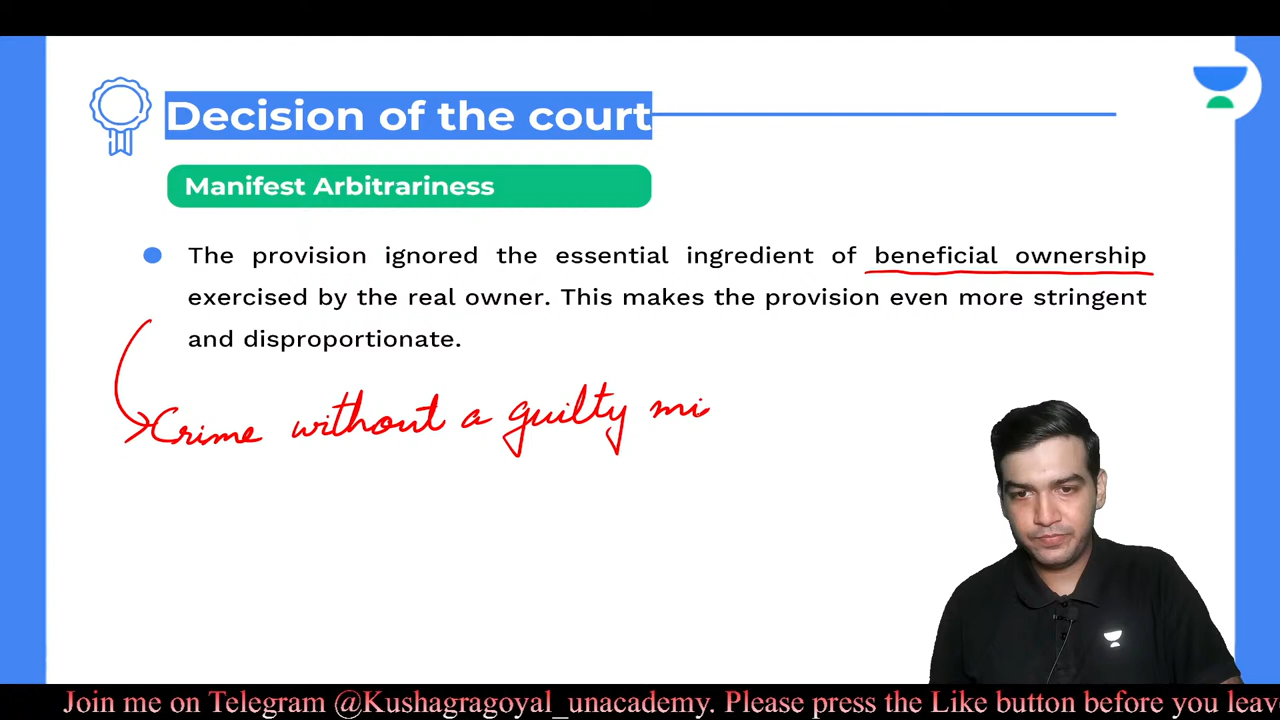 Decision of the court
Manifest Arbitrariness
The provision ignored the essential ingredient of beneficial ownership
exercised by the real owner. This makes the provision even more stringent
and disproportionate.
Crime without a guilty mi
Join me on Telegram @Kushagragoyal_unacademy. Please press the Like button before you leav